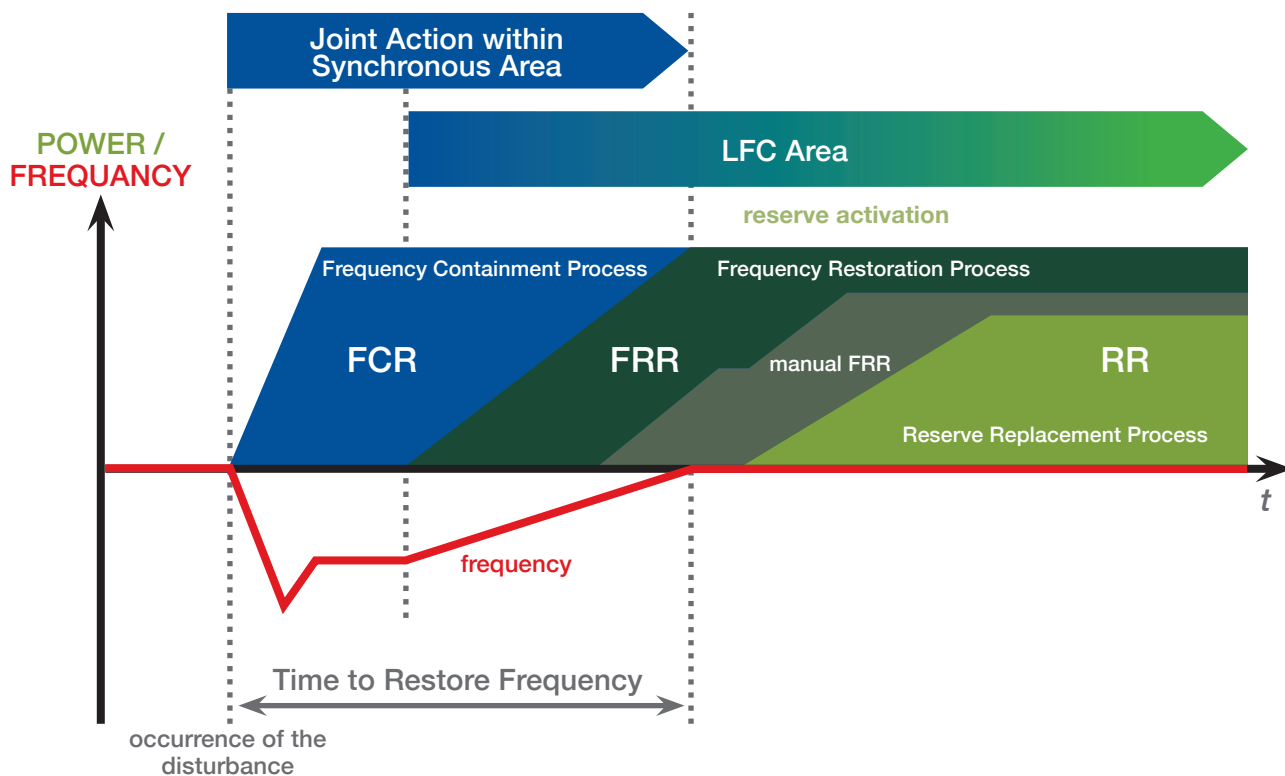 Joint Action within
Synchronous Area
LFC Area
POWER /
FREQUANCY
reserve activation
Frequency Containment Process
Frequency Restoration Process
FCR
FRR
manual FRR
RR
Reserve Replacement Process
t
frequency
Time to Restore Frequency
occurrence of the
disturbance